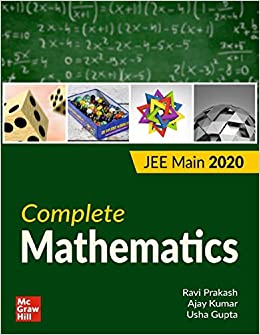 JEE Main 2020
Complete
Mathematics
Mc
Graw
Hill
Ravi Prakash
Ajay Kumar
Usha Gupta